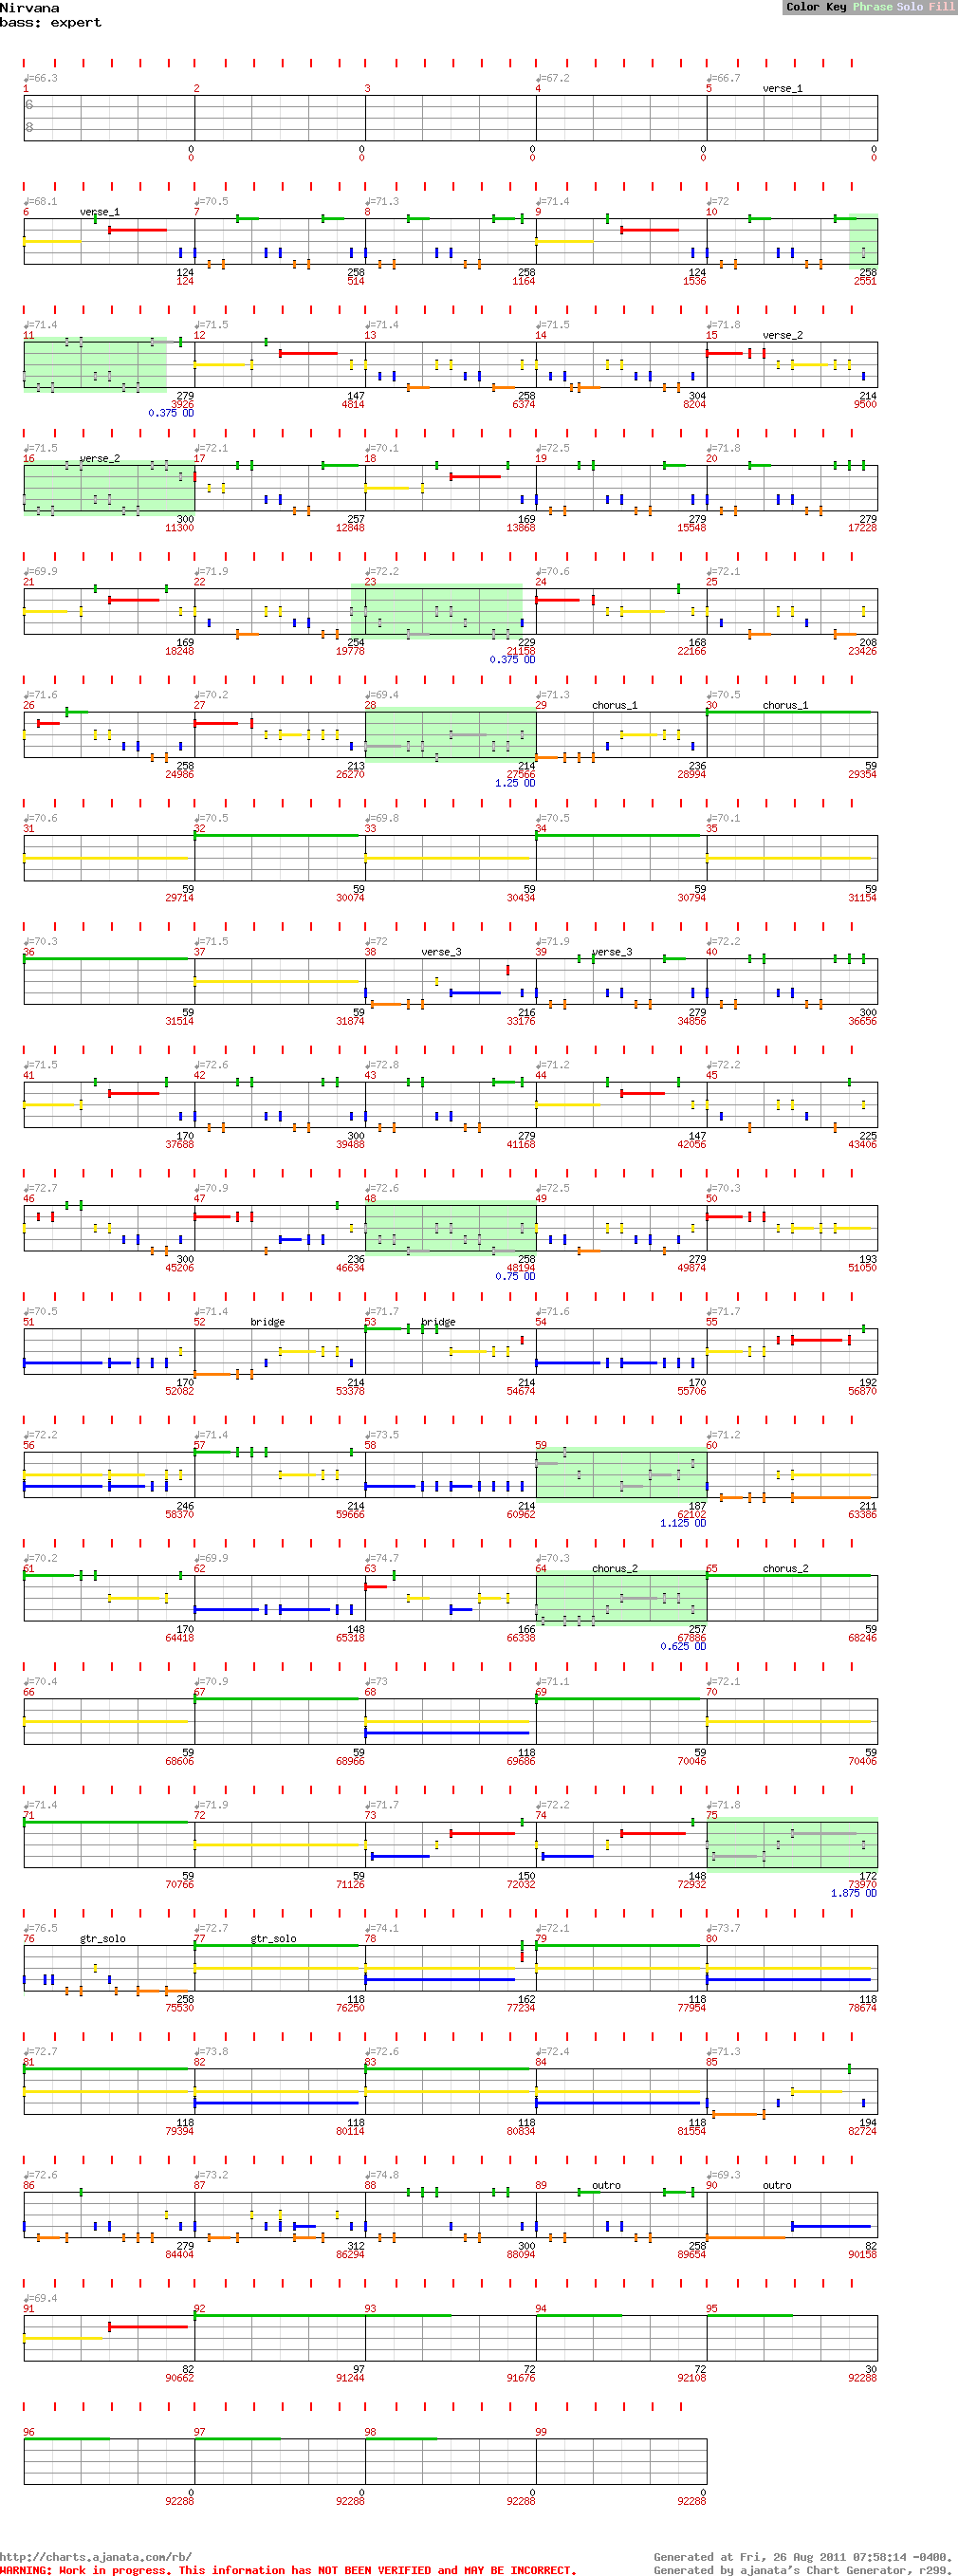 Nirvana
Color Key Phrase Solo Fill
bass: expert
♩=66.3 ♩=67.2 ♩=66.7
1 2 3 4 5 verse_1
6
8
0 0 0 0 0
0 0 0 0 0
♩=68.1 ♩=70.5 ♩=71.3 ♩=71.4 ♩=72
6 verse_1 7 8 9 10
124 258 258 124 258
124 514 1164 1536 2551
♩=71.4 ♩=71.5 ♩=71.4 ♩=71.5 ♩=71.8
11 12 13 14 15 verse_2
279 147 258 304 214
3926 4814 6374 8204 9500
0.375 OD
♩=71.5 ♩=72.1 ♩=70.1 ♩=72.5 ♩=71.8
16 verse_2 17 18 19 20
300 257 169 279 279
11300 12848 13868 15548 17228
♩=69.9 ♩=71.9 ♩=72.2 ♩=70.6 ♩=72.1
21 22 23 24 25
169 254 229 168 208
18248 19778 21158 22166 23426
0.375 OD
♩=71.6 ♩=70.2 ♩=69.4 ♩=71.3 ♩=70.5
26 27 28 29 chorus_1 30 chorus_1
258 213 214 236 59
24986 26270 27566 28994 29354
1.25 OD
♩=70.6 ♩=70.5 ♩=69.8 ♩=70.5 ♩=70.1
31 32 33 34 35
59 59 59 59 59
29714 30074 30434 30794 31154
♩=70.3 ♩=71.5 ♩=72 ♩=71.9 ♩=72.2
36 37 38 verse_3 39 verse_3 40
59 59 216 279 300
31514 31874 33176 34856 36656
♩=71.5 ♩=72.6 ♩=72.8 ♩=71.2 ♩=72.2
41 42 43 44 45
170 300 279 147 225
37688 39488 41168 42056 43406
♩=72.7 ♩=70.9 ♩=72.6 ♩=72.5 ♩=70.3
46 47 48 49 50
300 236 258 279 193
45206 46634 48194 49874 51050
0.75 OD
♩=70.5 ♩=71.4 ♩=71.7 ♩=71.6 ♩=71.7
51 52 bridge 53 bridge 54 55
170 214 214 170 192
52082 53378 54674 55706 56870
♩=72.2 ♩=71.4 ♩=73.5 ♩=71.2
56 57 58 59 60
246 214 214 187 211
58370 59666 60962 62102 63386
1.125 OD
♩=70.2 ♩=69.9 ♩=74.7 ♩=70.3
61 62 63 64 chorus_2 65 chorus_2
170 148 166 257 59
64418 65318 66338 67886 68246
0.625 OD
♩=70.4 ♩=70.9 ♩=73 ♩=71.1 ♩=72.1
66 67 68 69 70
59 59 118 59 59
68606 68966 69686 70046 70406
♩=71.4 ♩=71.9 ♩=71.7 ♩=72.2 ♩=71.8
71 72 73 74 75
59 59 150 148 172
70766 71126 72032 72932 73970
1.875 OD
♩=76.5 ♩=72.7 ♩=74.1 ♩=72.1 ♩=73.7
76 gtr_solo 77 gtr_solo 78 79 80
258 118 162 118 118
75530 76250 77234 77954 78674
♩=72.7 ♩=73.8 ♩=72.6 ♩=72.4 ♩=71.3
81 82 83 84 85
118 118 118 118 194
79394 80114 80834 81554 82724
♩=72.6 ♩=73.2 ♩=74.8 ♩=69.3
86 87 88 89 outro 90 outro
279 312 300 258 82
84404 86294 88094 89654 90158
♩=69.4
91 92 93 94 95
82 97 72 72 30
90662 91244 91676 92108 92288
96 97 98 99
0 0 0 0
92288 92288 92288 92288
http://charts.ajanata.com/rb/
Generated at Fri, 26 Aug 2011 07:58:14 -0400.
WARNING: Work in progress. This information has NOT BEEN VERIFIED and MAY BE INCORRECT.
Generated by ajanata's Chart Generator, r299.